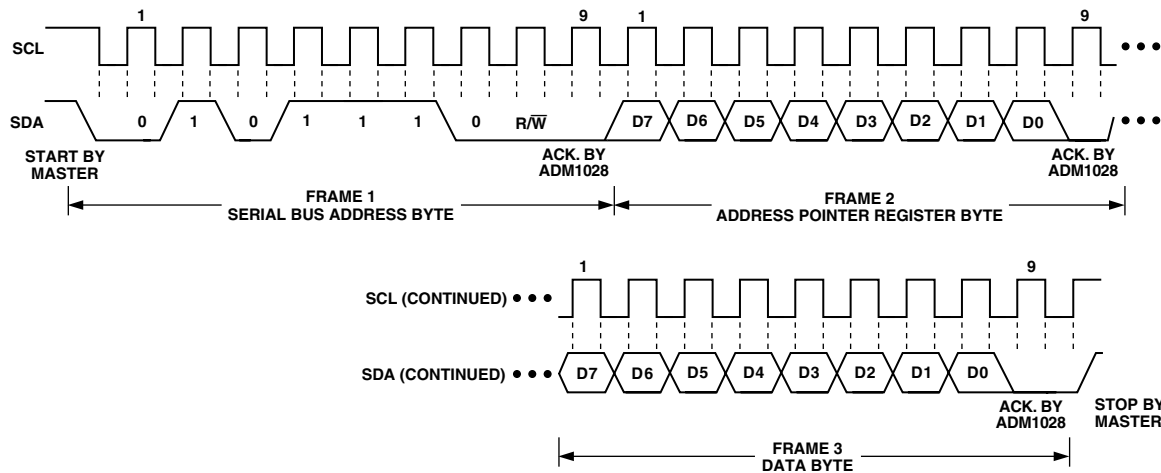 1 9 1 9
SCL
SDA 0 1 0 1 1 1 0 R/W̅ D7 D6 D5 D4 D3 D2 D1 D0
START BY
MASTER
ACK. BY
ADM1028
ACK. BY
ADM1028
FRAME 1
SERIAL BUS ADDRESS BYTE
FRAME 2
ADDRESS POINTER REGISTER BYTE
1 9
SCL (CONTINUED)
SDA (CONTINUED) D7 D6 D5 D4 D3 D2 D1 D0
ACK. BY
ADM1028
STOP BY
MASTER
FRAME 3
DATA BYTE